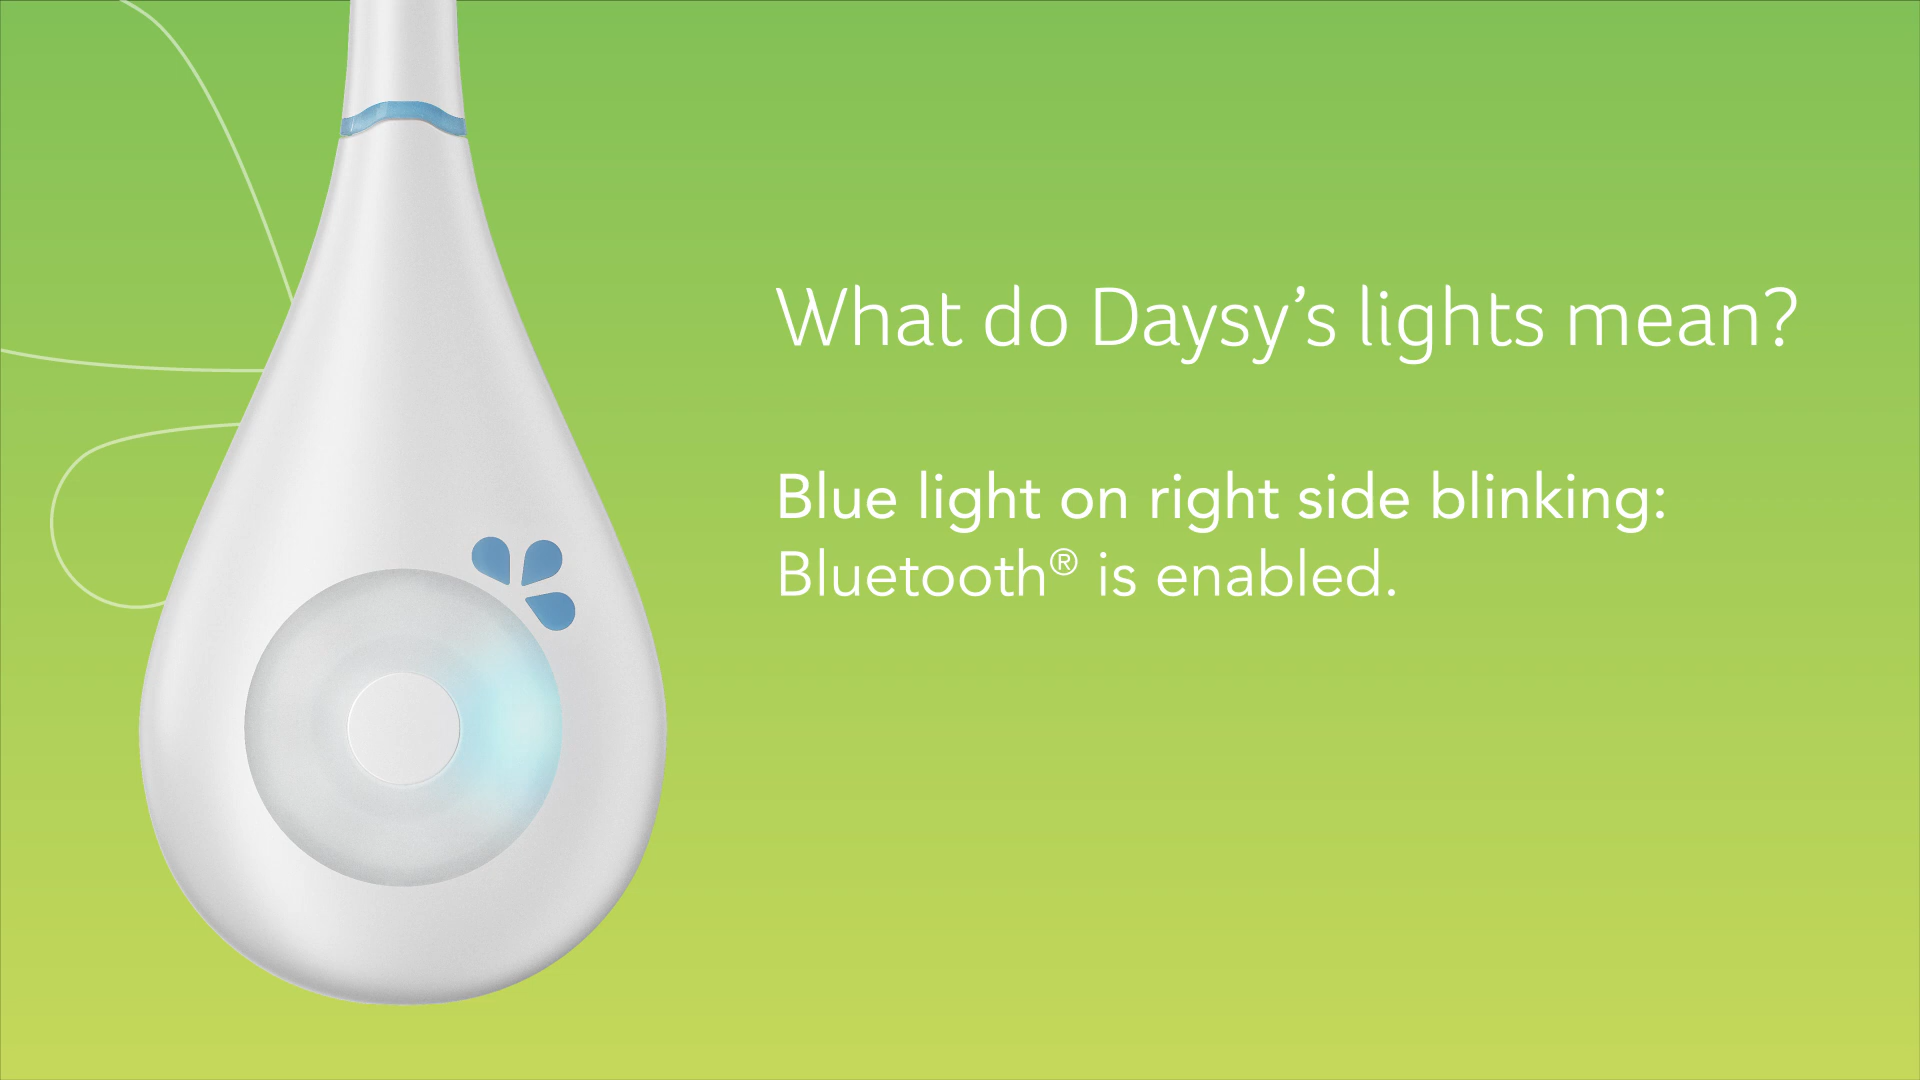 What do Daysy’s lights mean?
Blue light on right side blinking:
Bluetooth® is enabled.